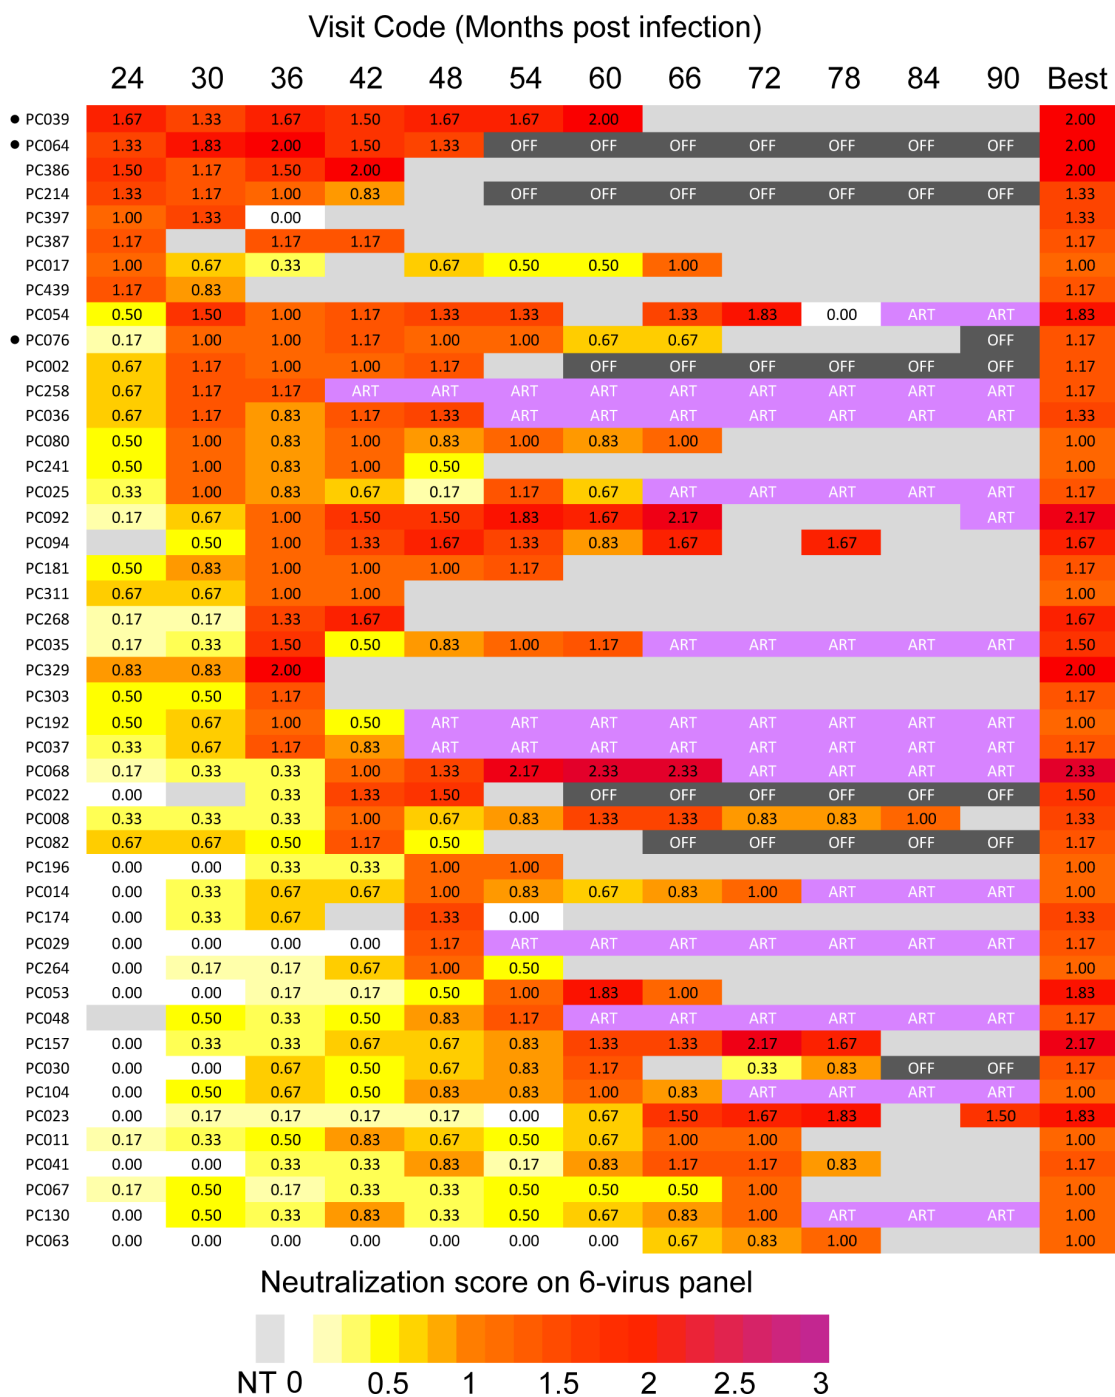 Visit Code (Months post infection)
24 30 36 42 48 54 60 66 72 78 84 90 Best
● PC039 1.67 1.33 1.67 1.50 1.67 1.67 2.00 2.00
● PC064 1.33 1.83 2.00 1.50 1.33 OFF OFF OFF OFF OFF OFF OFF 2.00
PC386 1.50 1.17 1.50 2.00 2.00
PC214 1.33 1.17 1.00 0.83 OFF OFF OFF OFF OFF OFF OFF 1.33
PC397 1.00 1.33 0.00 1.33
PC387 1.17 1.17 1.17 1.17
PC017 1.00 0.67 0.33 0.67 0.50 0.50 1.00 1.00
PC439 1.17 0.83 1.17
PC054 0.50 1.50 1.00 1.17 1.33 1.33 1.33 1.83 0.00 ART ART 1.83
● PC076 0.17 1.00 1.00 1.17 1.00 1.00 0.67 0.67 OFF 1.17
PC002 0.67 1.17 1.00 1.00 1.17 OFF OFF OFF OFF OFF OFF 1.17
PC258 0.67 1.17 1.17 ART ART ART ART ART ART ART ART ART 1.17
PC036 0.67 1.17 0.83 1.17 1.33 ART ART ART ART ART ART ART 1.33
PC080 0.50 1.00 0.83 1.00 0.83 1.00 0.83 1.00 1.00
PC241 0.50 1.00 0.83 1.00 0.50 1.00
PC025 0.33 1.00 0.83 0.67 0.17 1.17 0.67 ART ART ART ART ART 1.17
PC092 0.17 0.67 1.00 1.50 1.50 1.83 1.67 2.17 ART 2.17
PC094 0.50 1.00 1.33 1.67 1.33 0.83 1.67 1.67 1.67
PC181 0.50 0.83 1.00 1.00 1.00 1.17 1.17
PC311 0.67 0.67 1.00 1.00 1.00
PC268 0.17 0.17 1.33 1.67 1.67
PC035 0.17 0.33 1.50 0.50 0.83 1.00 1.17 ART ART ART ART ART 1.50
PC329 0.83 0.83 2.00 2.00
PC303 0.50 0.50 1.17 1.17
PC192 0.50 0.67 1.00 0.50 ART ART ART ART ART ART ART ART 1.00
PC037 0.33 0.67 1.17 0.83 ART ART ART ART ART ART ART ART 1.17
PC068 0.17 0.33 0.33 1.00 1.33 2.17 2.33 2.33 ART ART ART ART 2.33
PC022 0.00 0.33 1.33 1.50 OFF OFF OFF OFF OFF OFF 1.50
PC008 0.33 0.33 0.33 1.00 0.67 0.83 1.33 1.33 0.83 0.83 1.00 1.33
PC082 0.67 0.67 0.50 1.17 0.50 OFF OFF OFF OFF OFF 1.17
PC196 0.00 0.00 0.33 0.33 1.00 1.00 1.00
PC014 0.00 0.33 0.67 0.67 1.00 0.83 0.67 0.83 1.00 ART ART ART 1.00
PC174 0.00 0.33 0.67 1.33 0.00 1.33
PC029 0.00 0.00 0.00 0.00 1.17 ART ART ART ART ART ART ART 1.17
PC264 0.00 0.17 0.17 0.67 1.00 0.50 1.00
PC053 0.00 0.00 0.17 0.17 0.50 1.00 1.83 1.00 1.83
PC048 0.50 0.33 0.50 0.83 1.17 ART ART ART ART ART ART 1.17
PC157 0.00 0.33 0.33 0.67 0.67 0.83 1.33 1.33 2.17 1.67 2.17
PC030 0.00 0.00 0.67 0.50 0.67 0.83 1.17 0.33 0.83 OFF OFF 1.17
PC104 0.00 0.50 0.67 0.50 0.83 0.83 1.00 0.83 ART ART ART ART 1.00
PC023 0.00 0.17 0.17 0.17 0.17 0.00 0.67 1.50 1.67 1.83 1.50 1.83
PC011 0.17 0.33 0.50 0.83 0.67 0.50 0.67 1.00 1.00 1.00
PC041 0.00 0.00 0.33 0.33 0.83 0.17 0.83 1.17 1.17 0.83 1.17
PC067 0.17 0.50 0.17 0.33 0.33 0.50 0.50 0.50 1.00 1.00
PC130 0.00 0.50 0.33 0.83 0.33 0.50 0.67 0.83 1.00 ART ART ART 1.00
PC063 0.00 0.00 0.00 0.00 0.00 0.00 0.00 0.67 0.83 1.00 1.00
Neutralization score on 6-virus panel
NT 0 0.5 1 1.5 2 2.5 3